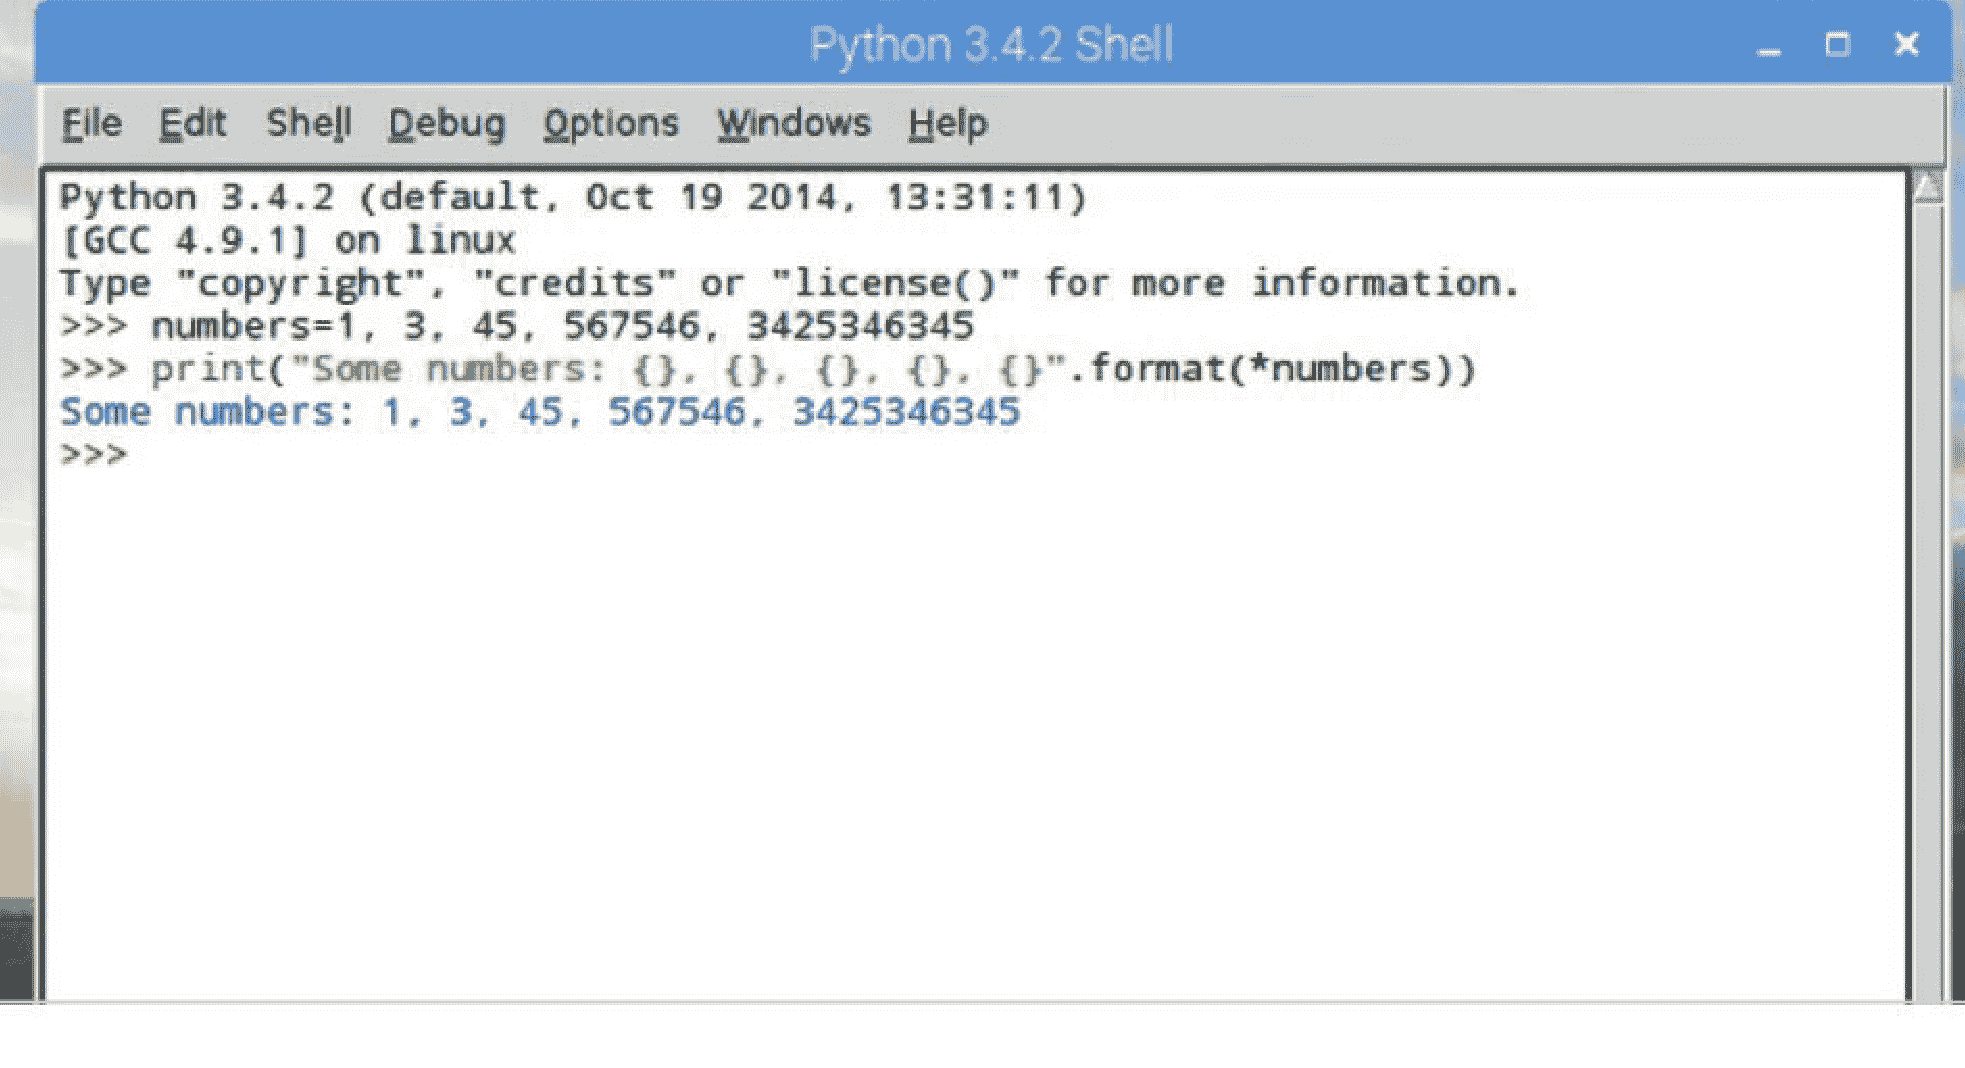 Python 3.4.2 Shell
File Edit Shell Debug Options Windows Help
Python 3.4.2 (default, Oct 19 2014, 13:31:11)
[GCC 4.9.1] on linux
Type "copyright", "credits" or "license()" for more information.
>>> numbers=1, 3, 45, 567546, 3425346345
>>> print("Some numbers: {}, {}, {}, {}, {}".format(*numbers))
Some numbers: 1, 3, 45, 567546, 3425346345
>>>